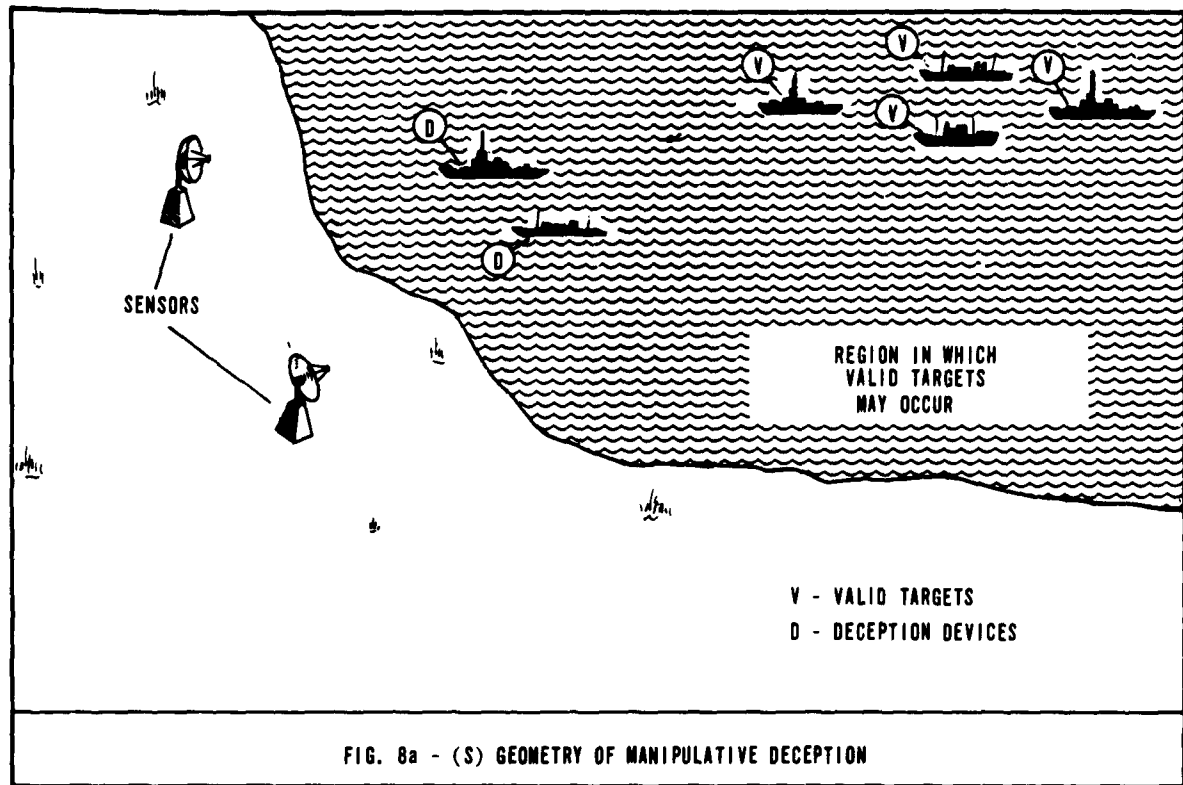 V
V
V
V
D
D
SENSORS
REGION IN WHICH
VALID TARGETS
MAY OCCUR
V - VALID TARGETS
D - DECEPTION DEVICES
FIG. 8a - (S) GEOMETRY OF MANIPULATIVE DECEPTION